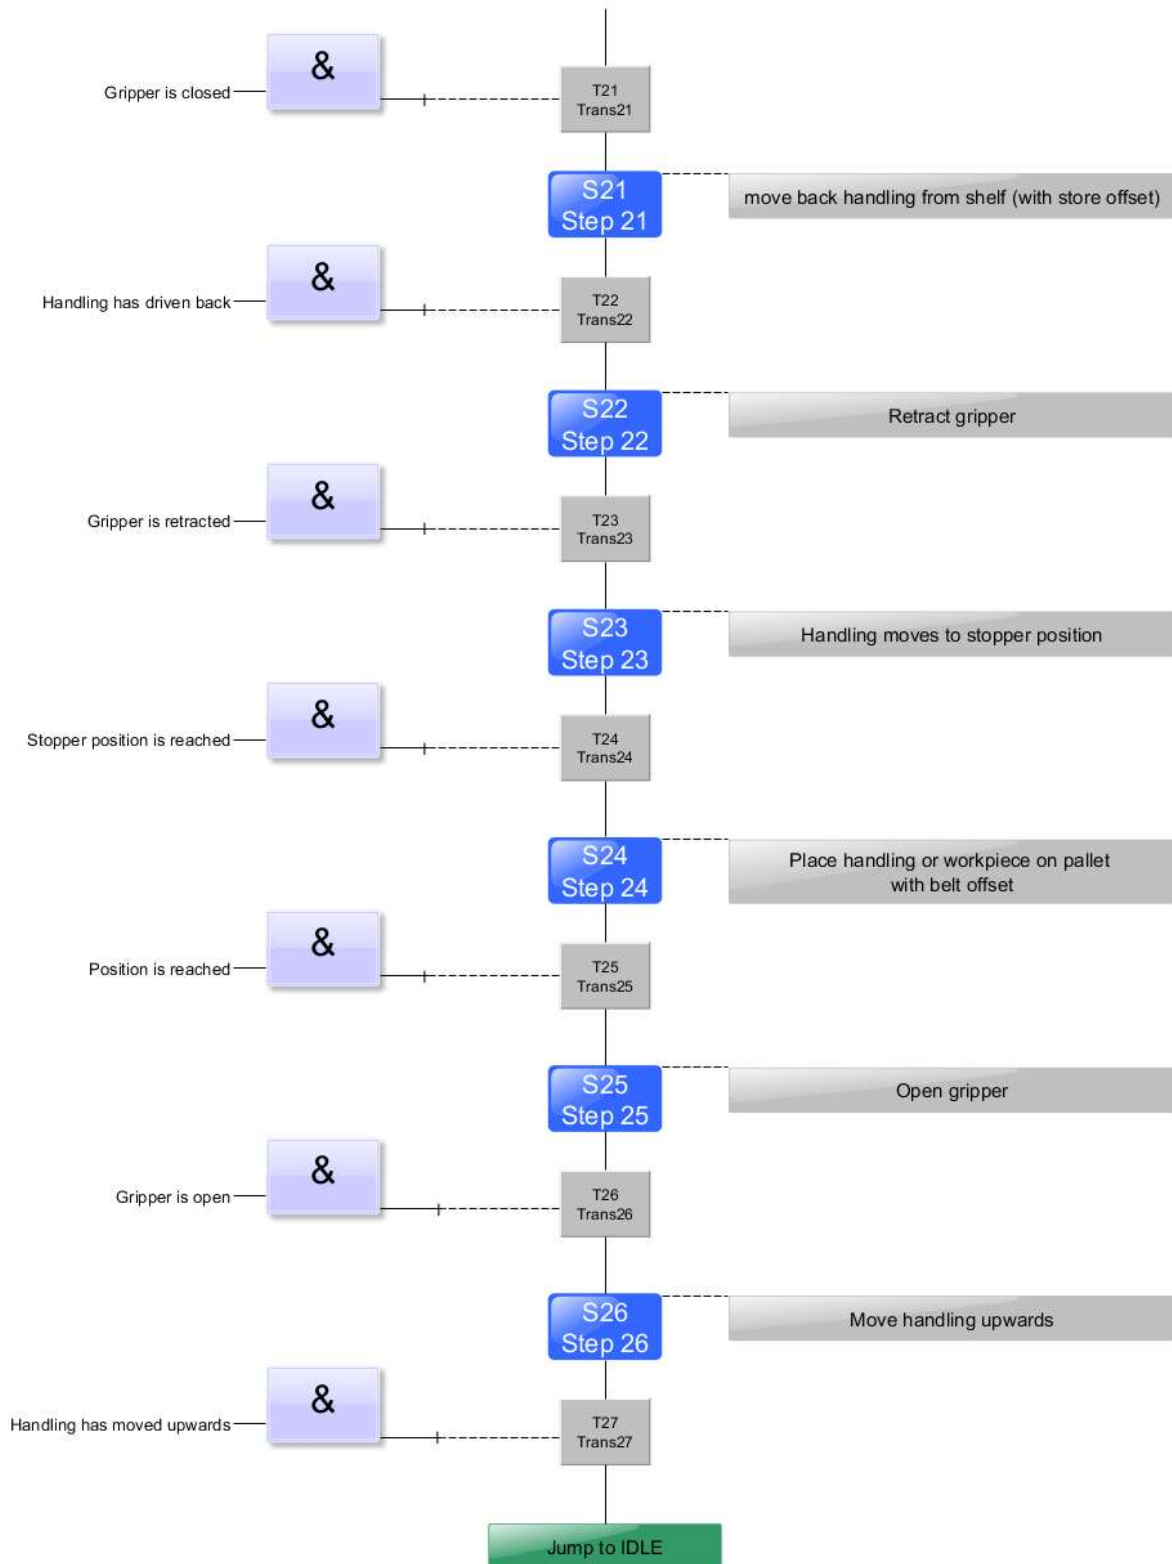 &
Gripper is closed
T21
Trans21
S21
Step 21
move back handling from shelf (with store offset)
&
Handling has driven back
T22
Trans22
S22
Step 22
Retract gripper
&
Gripper is retracted
T23
Trans23
S23
Step 23
Handling moves to stopper position
&
Stopper position is reached
T24
Trans24
S24
Step 24
Place handling or workpiece on pallet
with belt offset
&
Position is reached
T25
Trans25
S25
Step 25
Open gripper
&
Gripper is open
T26
Trans26
S26
Step 26
Move handling upwards
&
Handling has moved upwards
T27
Trans27
Jump to IDLE